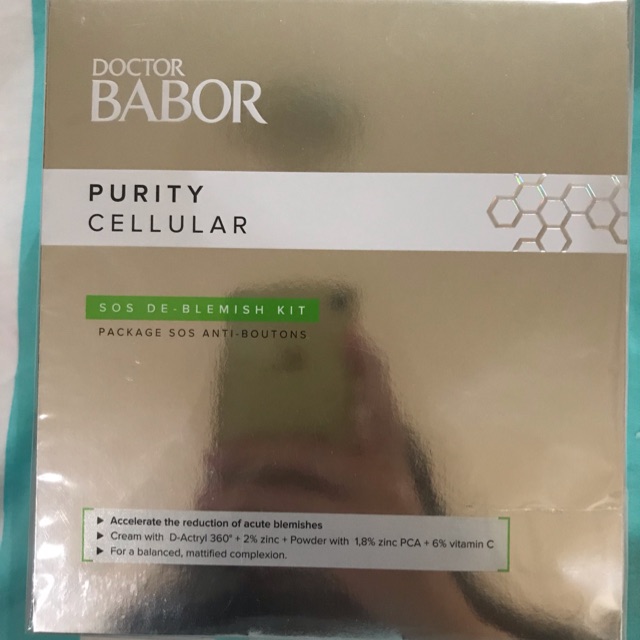 DOCTOR
BABOR
PURITY
CELLULAR
SOS DE-BLEMISH KIT
PACKAGE SOS ANTI-BOUTONS
▶ Accelerate the reduction of acute blemishes
▶ Cream with D-Actryl 360° + 2% zinc + Powder with 1,8% zinc PCA + 6% vitamin C
▶ For a balanced, mattified complexion.